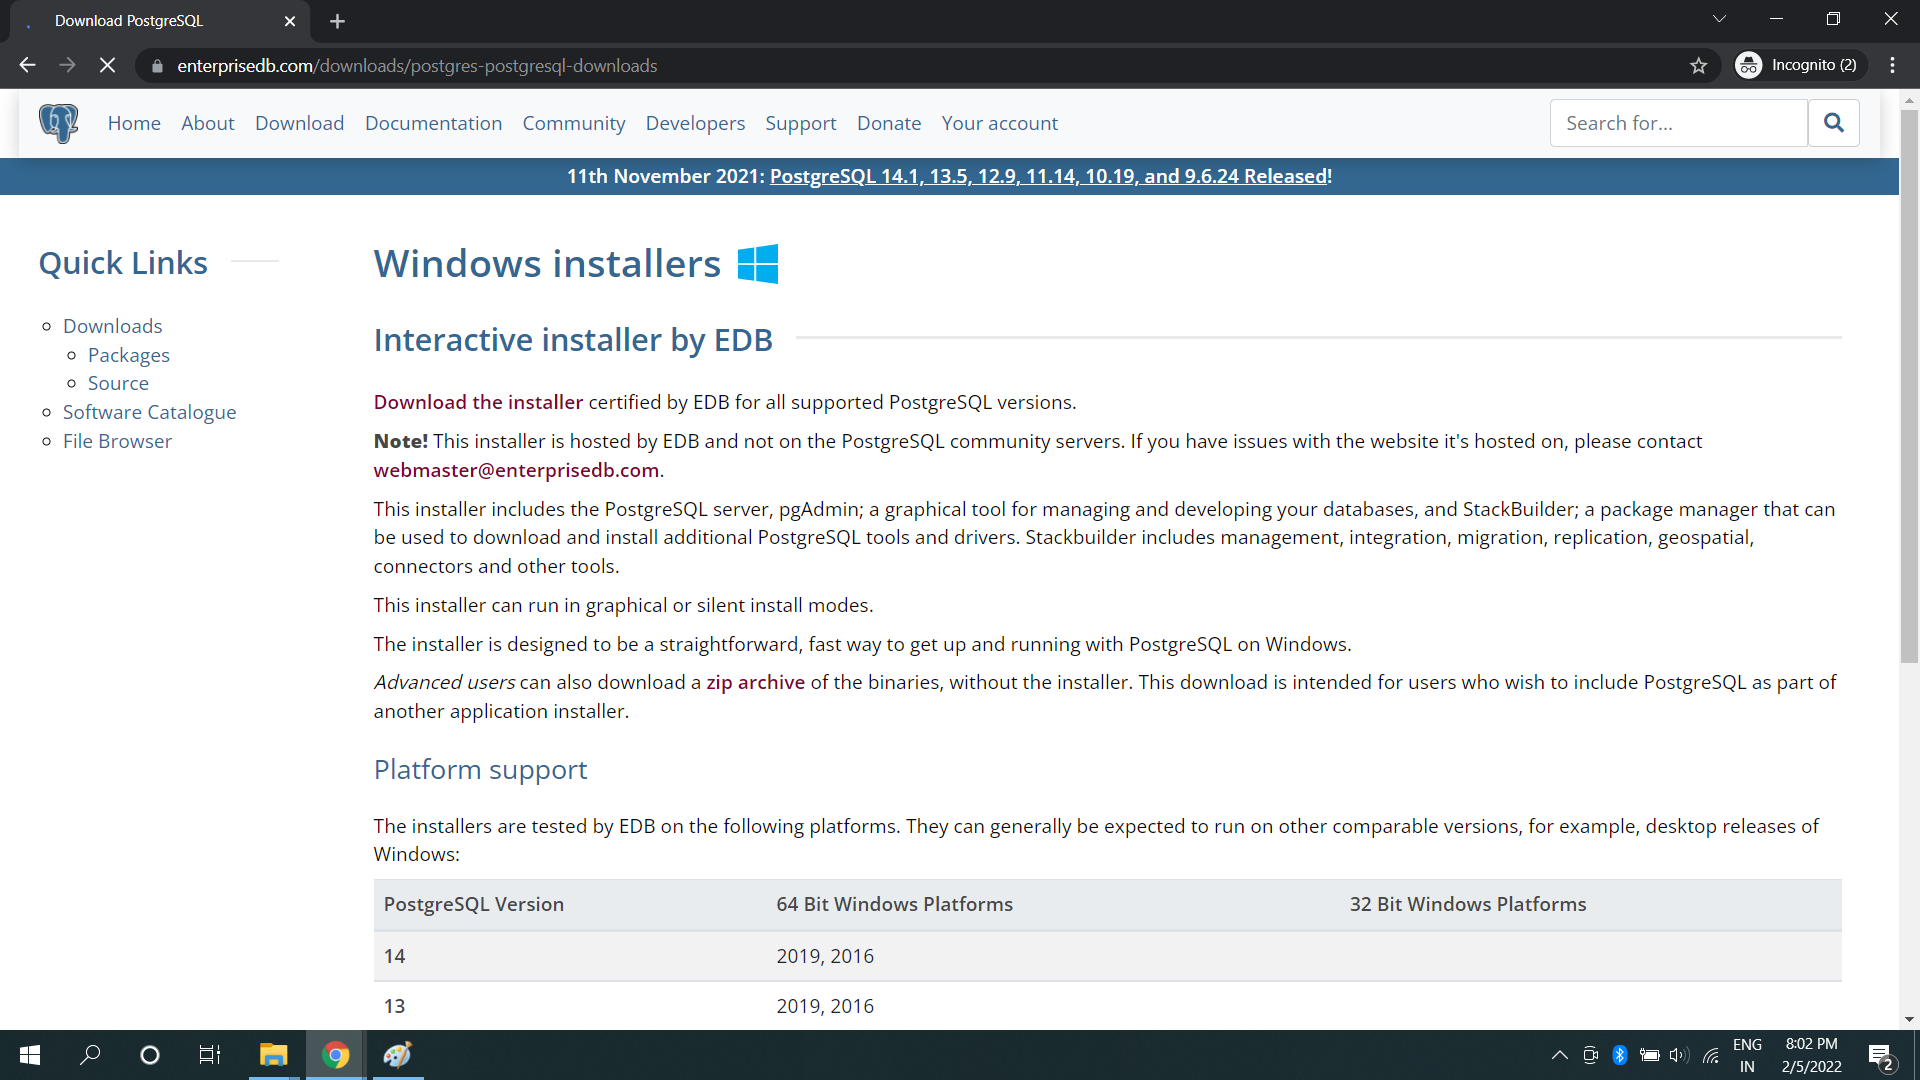 Download PostgreSQL
enterprisedb.com/downloads/postgres-postgresql-downloads
Incognito (2)
Home About Download Documentation Community Developers Support Donate Your account
Search for...
11th November 2021: PostgreSQL 14.1, 13.5, 12.9, 11.14, 10.19, and 9.6.24 Released!
Quick Links
Downloads
Packages
Source
Software Catalogue
File Browser
Windows installers
Interactive installer by EDB
Download the installer certified by EDB for all supported PostgreSQL versions.
Note! This installer is hosted by EDB and not on the PostgreSQL community servers. If you have issues with the website it's hosted on, please contact
webmaster@enterprisedb.com.
This installer includes the PostgreSQL server, pgAdmin; a graphical tool for managing and developing your databases, and StackBuilder; a package manager that can
be used to download and install additional PostgreSQL tools and drivers. Stackbuilder includes management, integration, migration, replication, geospatial,
connectors and other tools.
This installer can run in graphical or silent install modes.
The installer is designed to be a straightforward, fast way to get up and running with PostgreSQL on Windows.
Advanced users can also download a zip archive of the binaries, without the installer. This download is intended for users who wish to include PostgreSQL as part of
another application installer.
Platform support
The installers are tested by EDB on the following platforms. They can generally be expected to run on other comparable versions, for example, desktop releases of
Windows:
PostgreSQL Version 64 Bit Windows Platforms 32 Bit Windows Platforms
14 2019, 2016
13 2019, 2016
ENG
IN
8:02 PM
2/5/2022
2